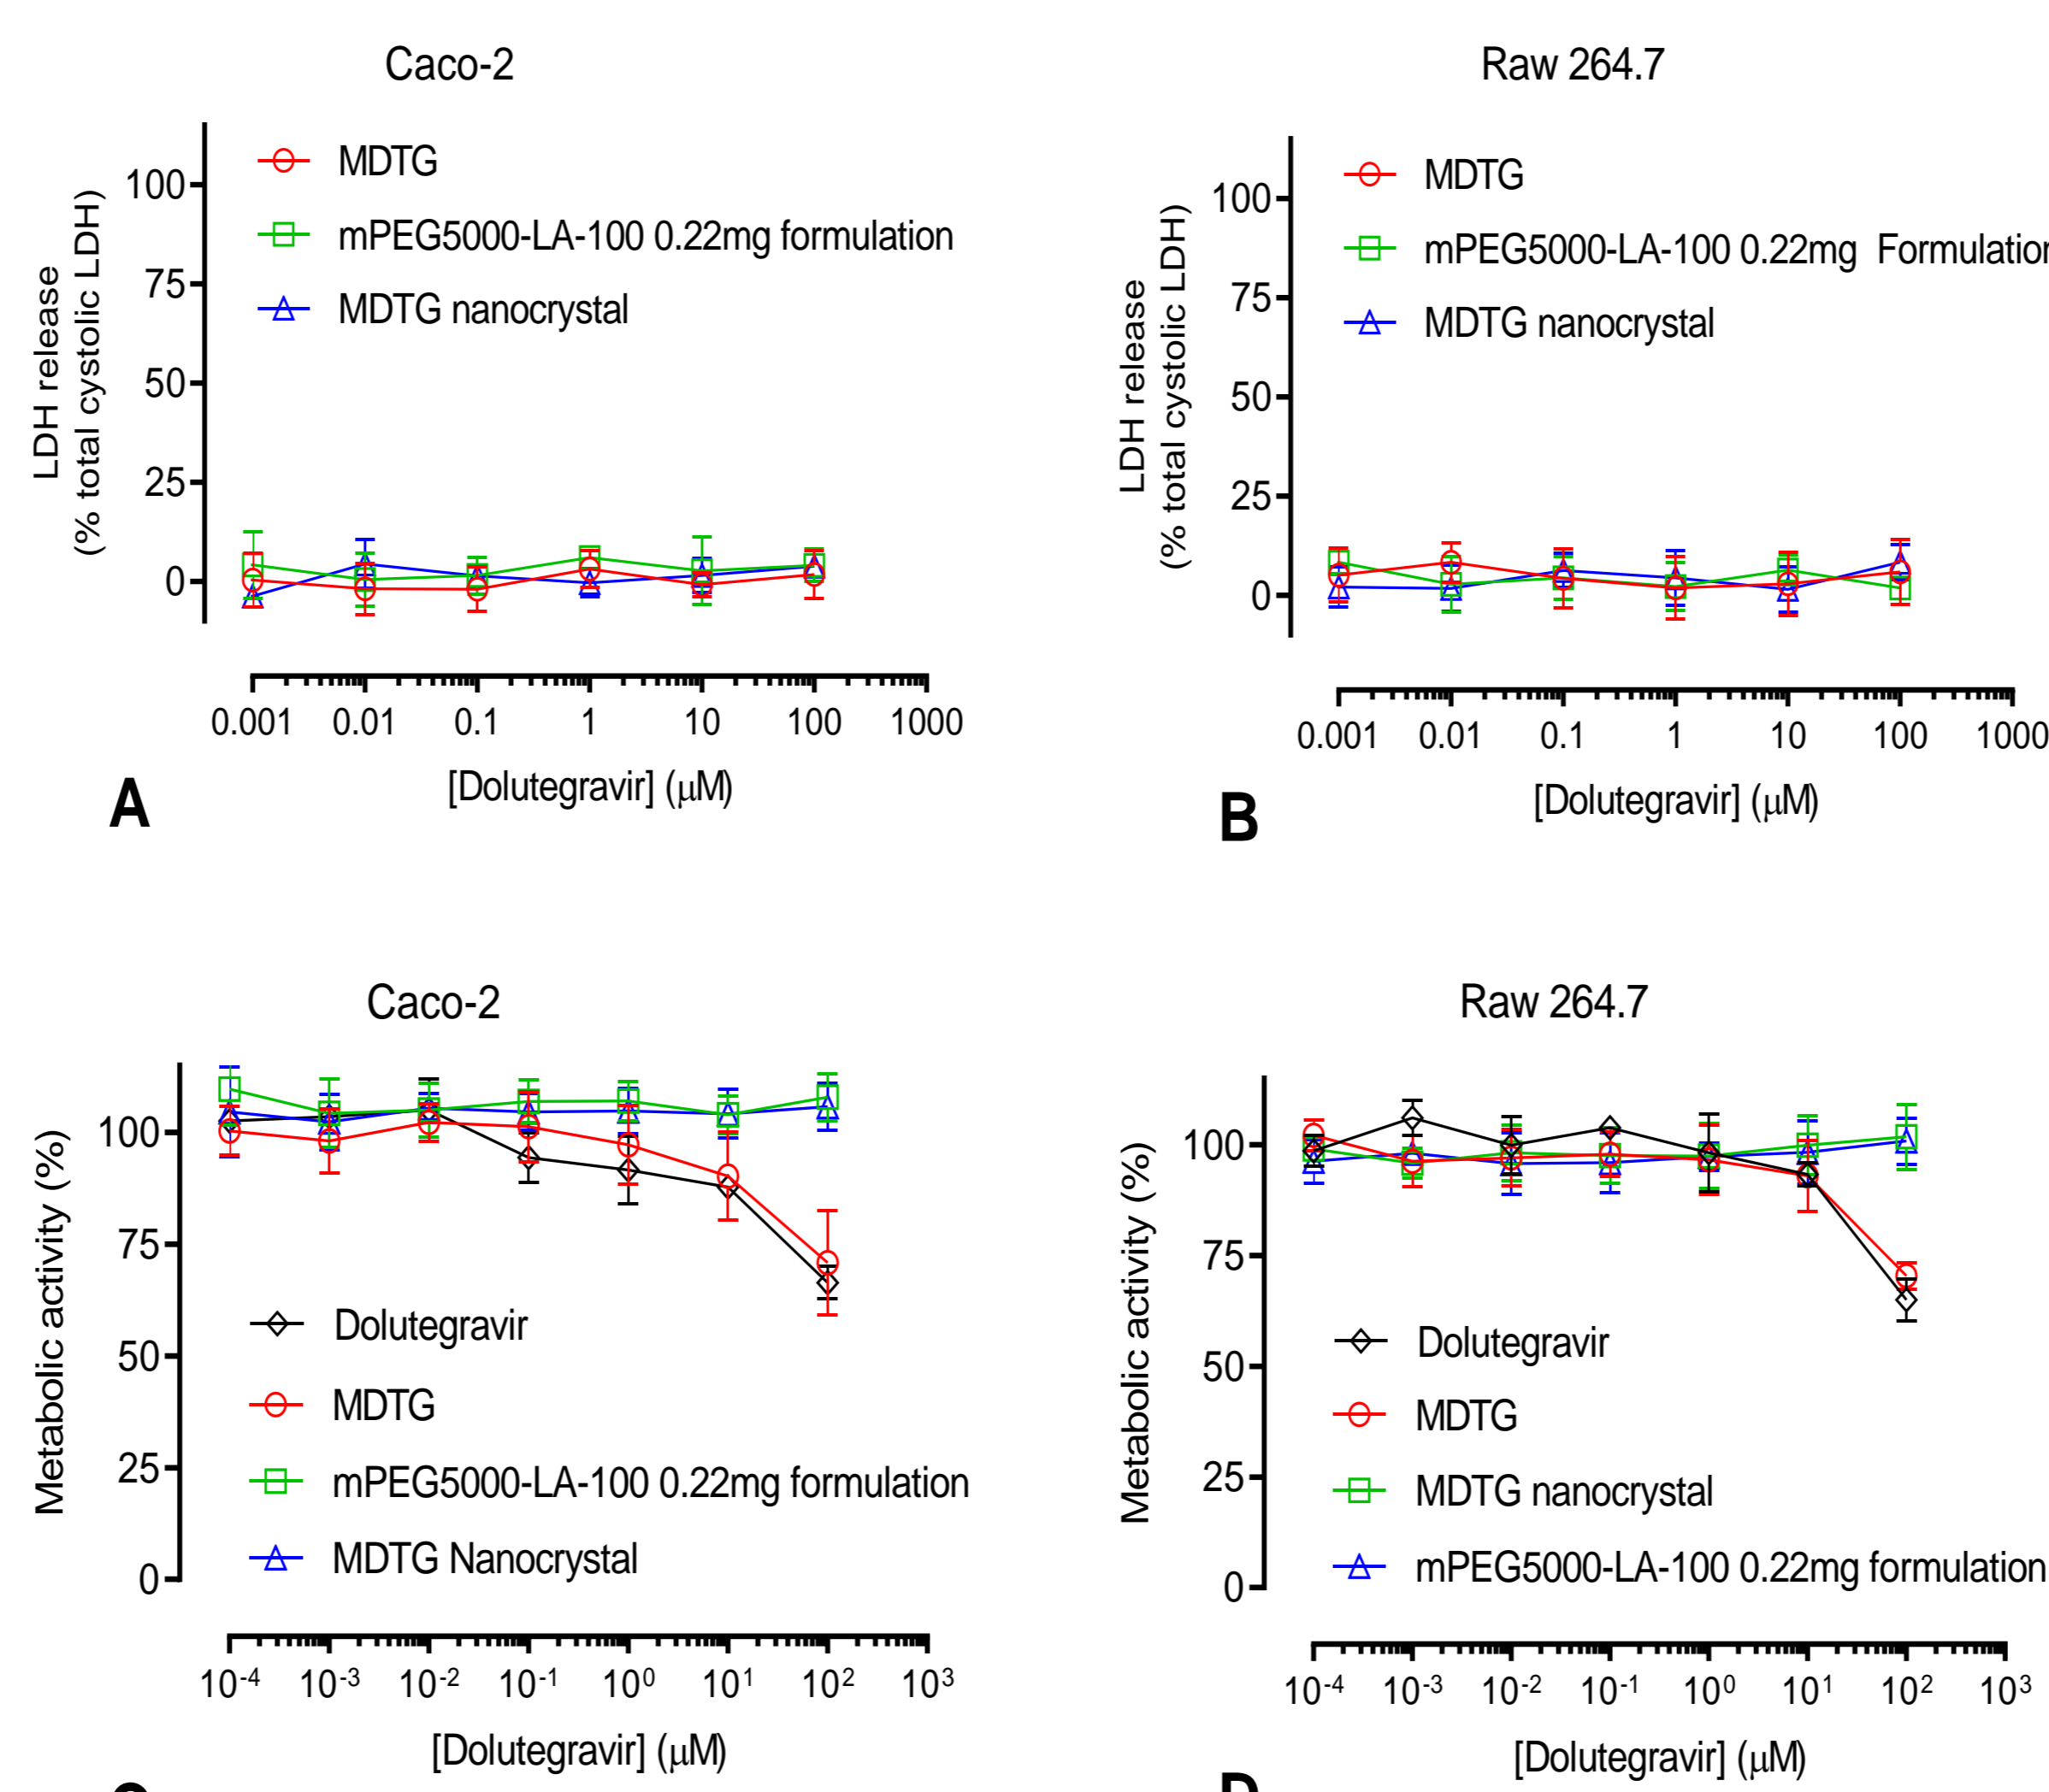 Caco-2
MDTG
mPEG5000-LA-100 0.22mg formulation
MDTG nanocrystal
LDH release
(% total cystolic LDH)
100
75
50
25
0
0.001 0.01 0.1 1 10 100 1000
[Dolutegravir] (μM)
A
Raw 264.7
MDTG
mPEG5000-LA-100 0.22mg Formulation
MDTG nanocrystal
LDH release
(% total cystolic LDH)
100
75
50
25
0
0.001 0.01 0.1 1 10 100 1000
[Dolutegravir] (μM)
B
Caco-2
Metabolic activity (%)
100
75
50
25
0
Dolutegravir
MDTG
mPEG5000-LA-100 0.22mg formulation
MDTG Nanocrystal
10⁻⁴ 10⁻³ 10⁻² 10⁻¹ 10⁰ 10¹ 10² 10³
[Dolutegravir] (μM)
Raw 264.7
Metabolic activity (%)
100
75
50
25
0
Dolutegravir
MDTG
MDTG nanocrystal
mPEG5000-LA-100 0.22mg formulation
10⁻⁴ 10⁻³ 10⁻² 10⁻¹ 10⁰ 10¹ 10² 10³
[Dolutegravir] (μM)